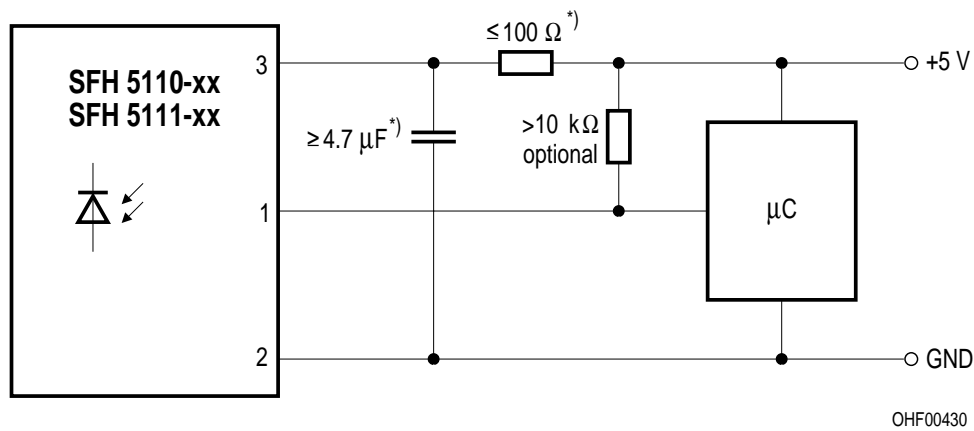 ≤100 Ω *)
3
+5 V
SFH 5110-xx
SFH 5111-xx
≥4.7 µF*)
>10 kΩ
optional
1
µC
2
GND
OHF00430